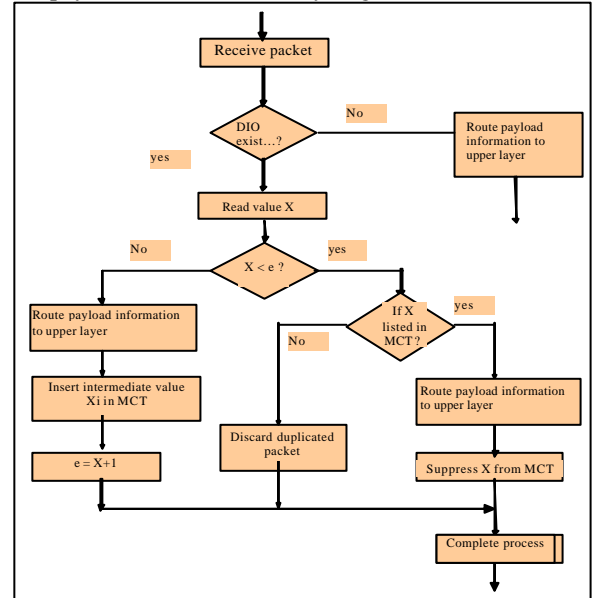 Receive packet
No
DIO
exist...?
Route payload
information to
upper layer
yes
Read value X
No
yes
X < e ?
Route payload information
to upper layer
If X
listed in
MCT?
yes
No
Insert intermediate value
Xi in MCT
Route payload information
to upper layer
Discard duplicated
packet
e = X+1
Suppress X from MCT
Complete process